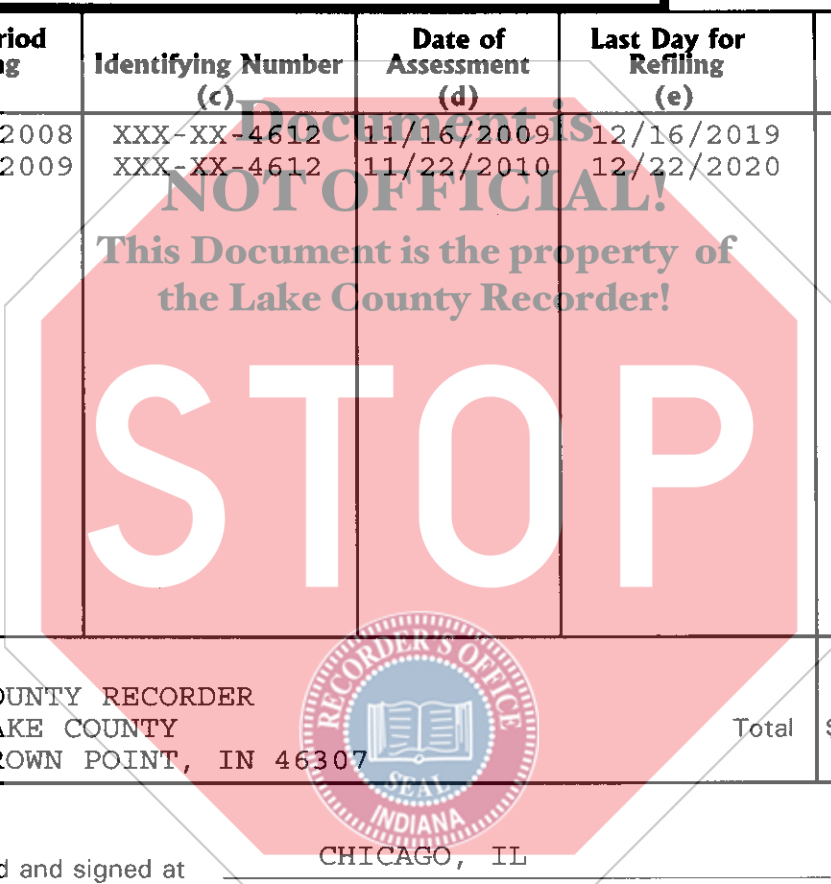 riod
ng
Identifying Number
(c)
Date of
Assessment
(d)
Last Day for
Refiling
(e)
2008 XXX-XX-4612 11/16/2009 12/16/2019
2009 XXX-XX-4612 11/22/2010 12/22/2020
Document is
NOT OFFICIAL!
This Document is the property of
the Lake County Recorder!
STOP
OUNTY RECORDER
AKE COUNTY
ROWN POINT, IN 46307
Total $
RECORDER'S OFFICE
SEAL
INDIANA
d and signed at CHICAGO, IL